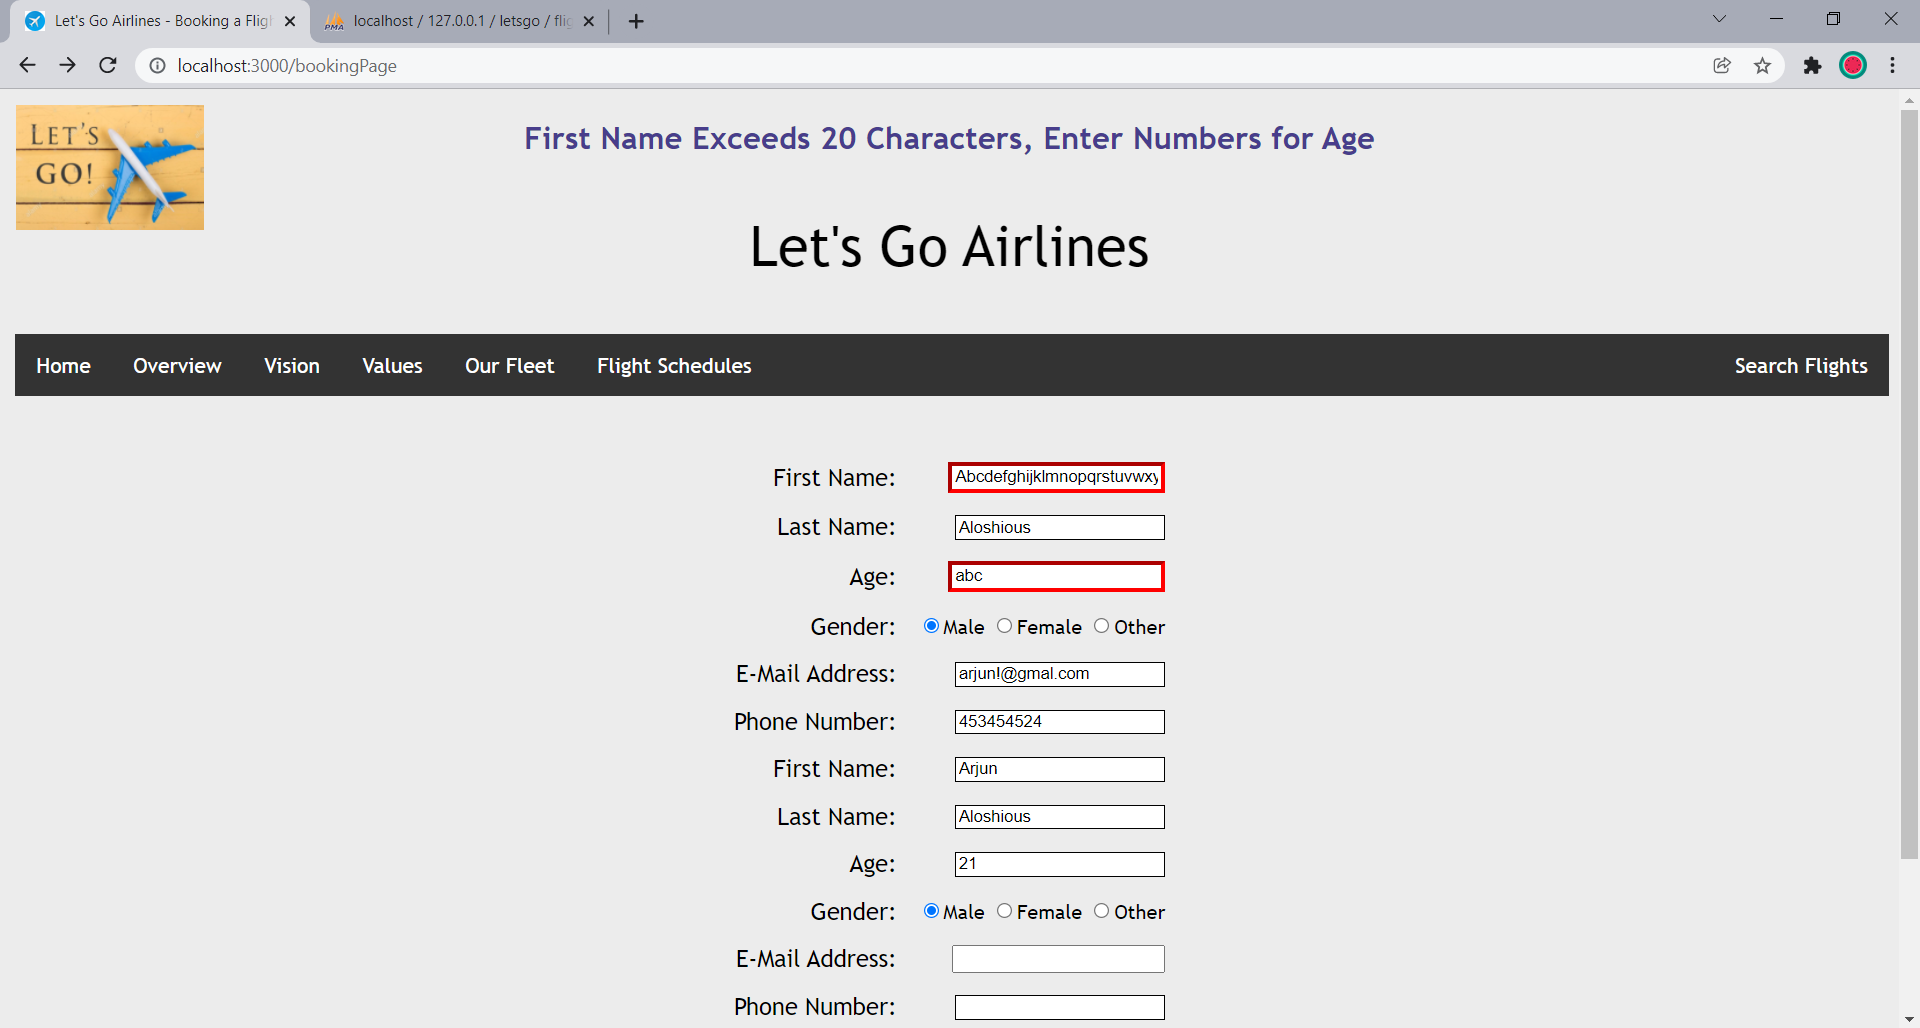 Let's Go Airlines - Booking a Fligh
localhost / 127.0.0.1 / letsgo / flig
PMA
localhost:3000/bookingPage
LET'S
GO!
First Name Exceeds 20 Characters, Enter Numbers for Age
Let's Go Airlines
Home Overview Vision Values Our Fleet Flight Schedules Search Flights
First Name: Abcdefghijklmnopqrstuvwxy
Last Name: Aloshious
Age: abc
Gender: Male Female Other
E-Mail Address: arjun!@gmal.com
Phone Number: 453454524
First Name: Arjun
Last Name: Aloshious
Age: 21
Gender: Male Female Other
E-Mail Address:
Phone Number: